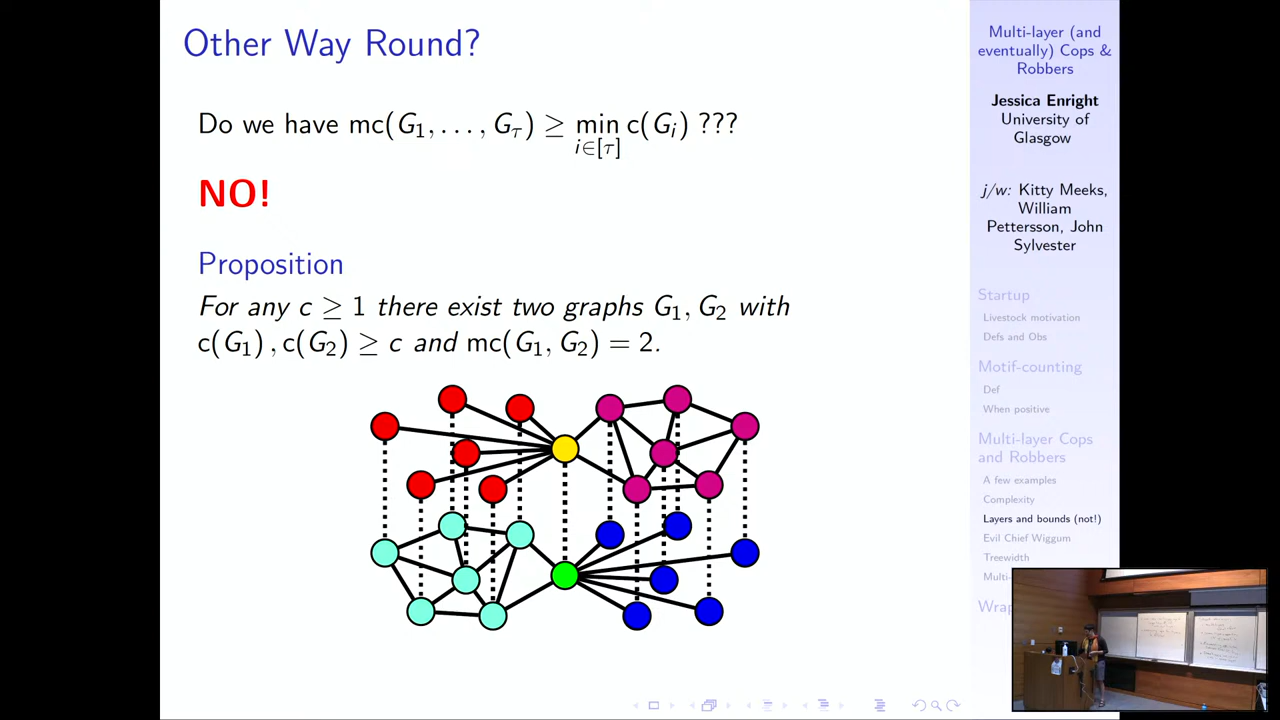 Other Way Round?
Do we have mc(G₁, . . . , G_τ) ≥ min c(G_i) ???
i∈[τ]
NO!
Proposition
For any c ≥ 1 there exist two graphs G₁, G₂ with
c(G₁) , c(G₂) ≥ c and mc(G₁, G₂) = 2.
Multi-layer (and
eventually) Cops &
Robbers
Jessica Enright
University of
Glasgow
j/w: Kitty Meeks,
William
Pettersson, John
Sylvester
Startup
Livestock motivation
Defs and Obs
Motif-counting
Def
When positive
Multi-layer Cops
and Robbers
A few examples
Complexity
Layers and bounds (not!)
Evil Chief Wiggum
Treewidth
Multi-
Wrap